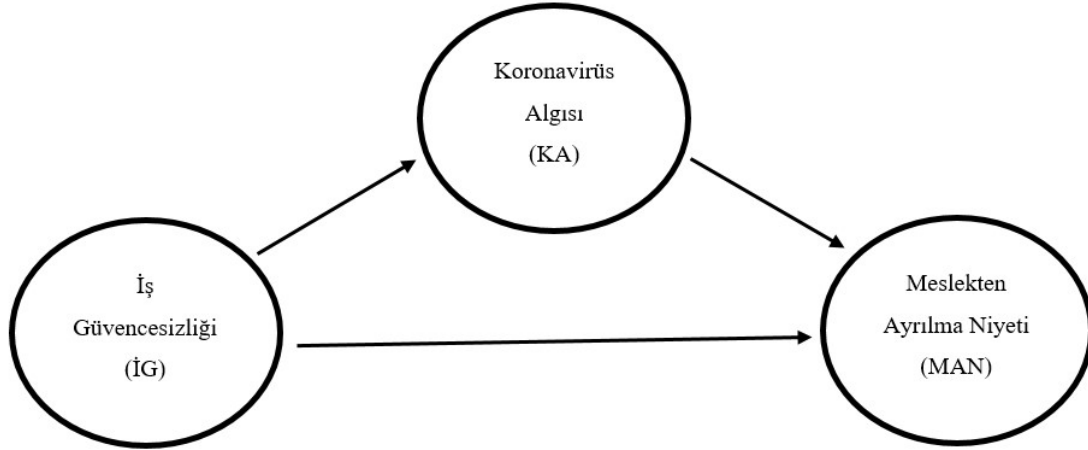 Koronavirüs
Algısı
(KA)
İş
Güvencesizliği
(İG)
Meslekten
Ayrılma Niyeti
(MAN)